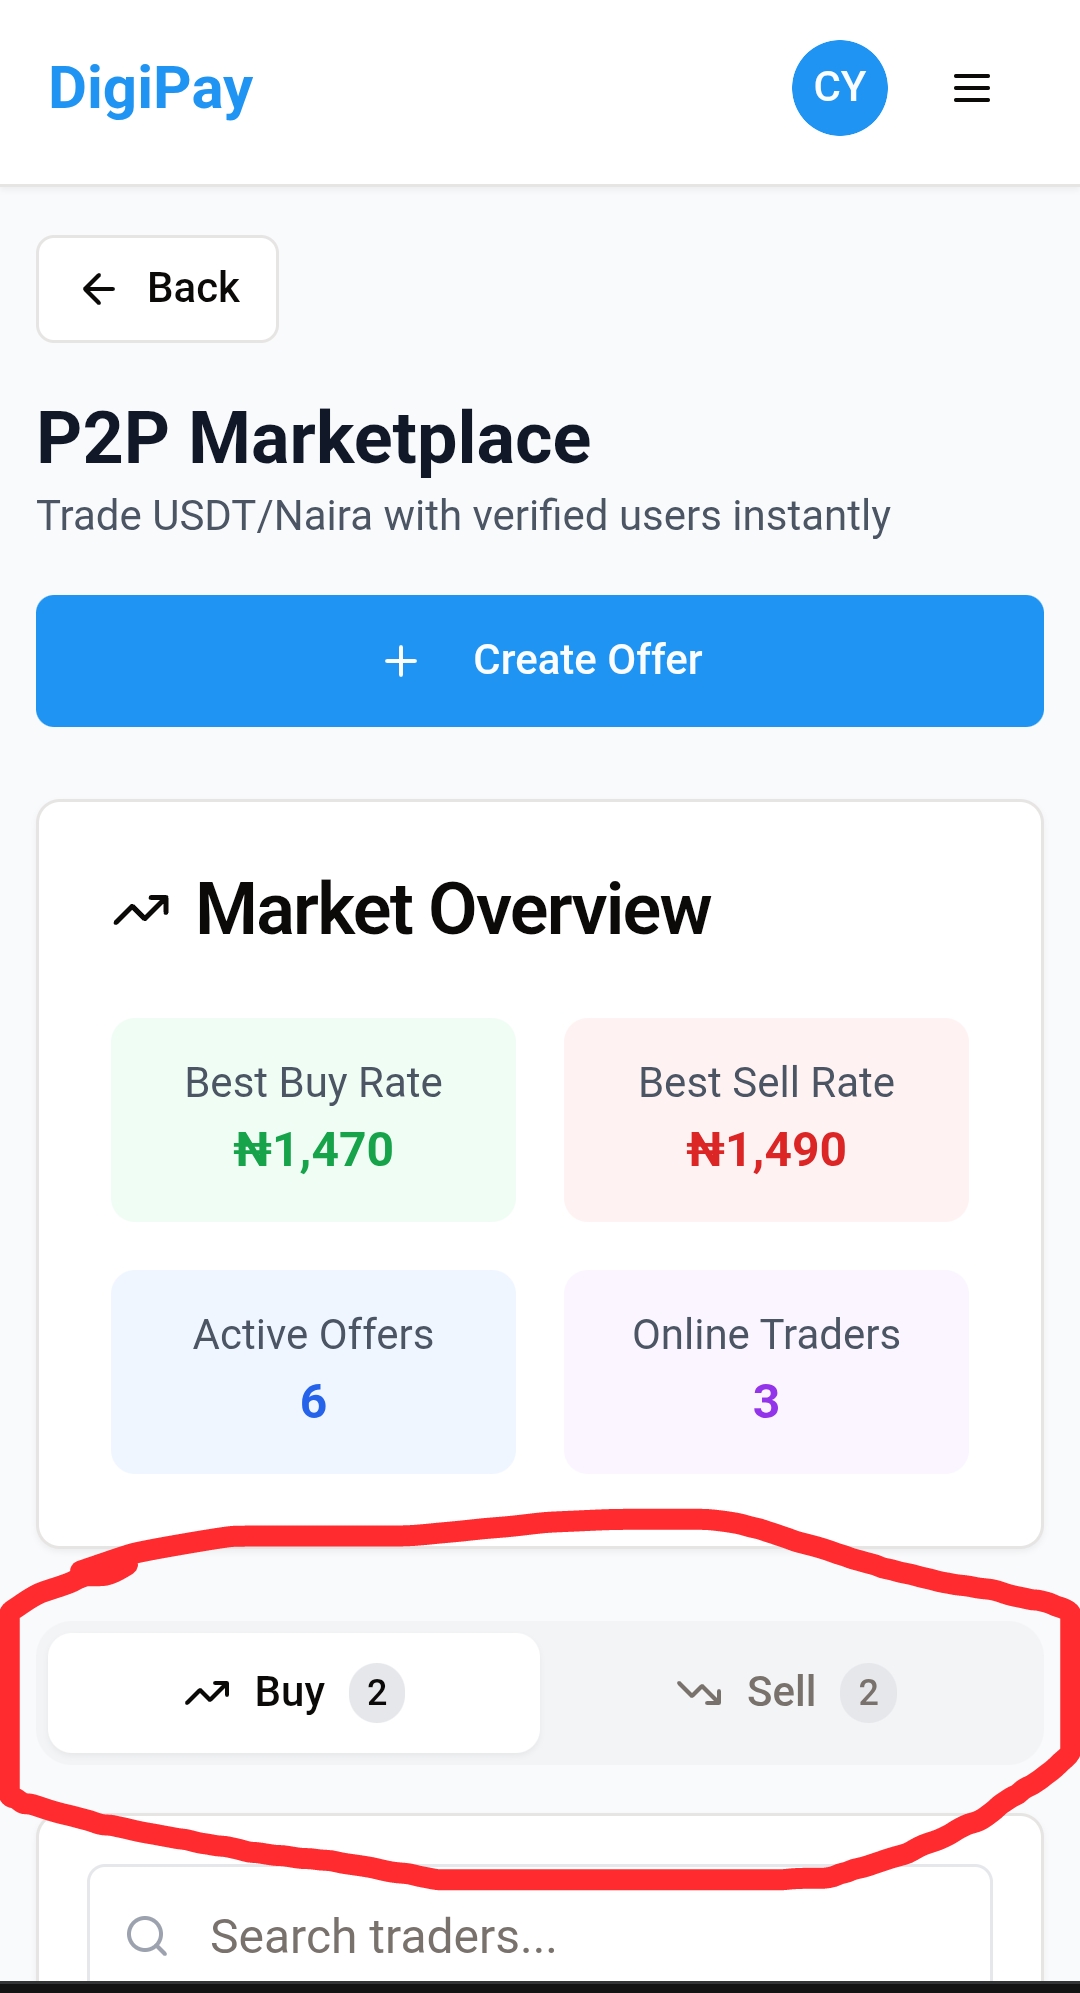 DigiPay
CY
Back
P2P Marketplace
Trade USDT/Naira with verified users instantly
Create Offer
Market Overview
Best Buy Rate
₦1,470
Best Sell Rate
₦1,490
Active Offers
6
Online Traders
3
Buy 2
Sell 2
Search traders...